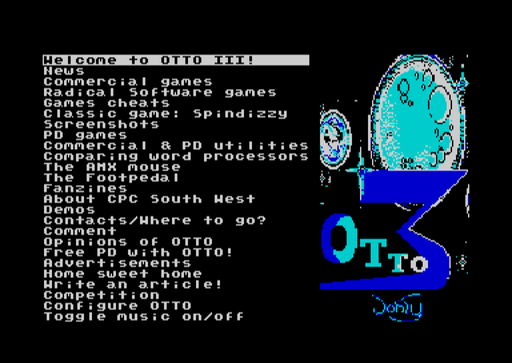 Welcome to OTTO III!
News
Commercial games
Radical Software games
Games cheats
Classic game: Spindizzy
Screenshots
PD games
Commercial & PD utilities
Comparing word processors
The AMX mouse
The Footpedal
Fanzines
About CPC South West
Demos
Contacts/Where to go?
Comment
Opinions of OTTO
Free PD with OTTO!
Advertisements
Home sweet home
Write an article!
Competition
Configure OTTO
Toggle music on/off
OTTO
3